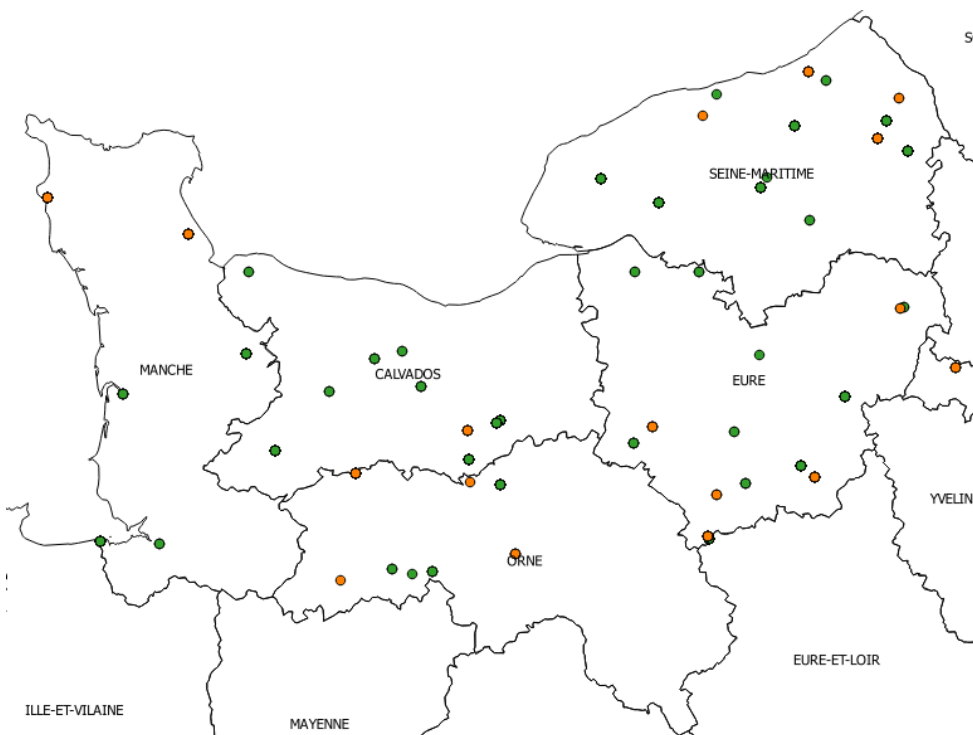 SEINE-MARITIME
MANCHE
CALVADOS
EURE
YVELIN
ORNE
EURE-ET-LOIR
ILLE-ET-VILAINE
MAYENNE